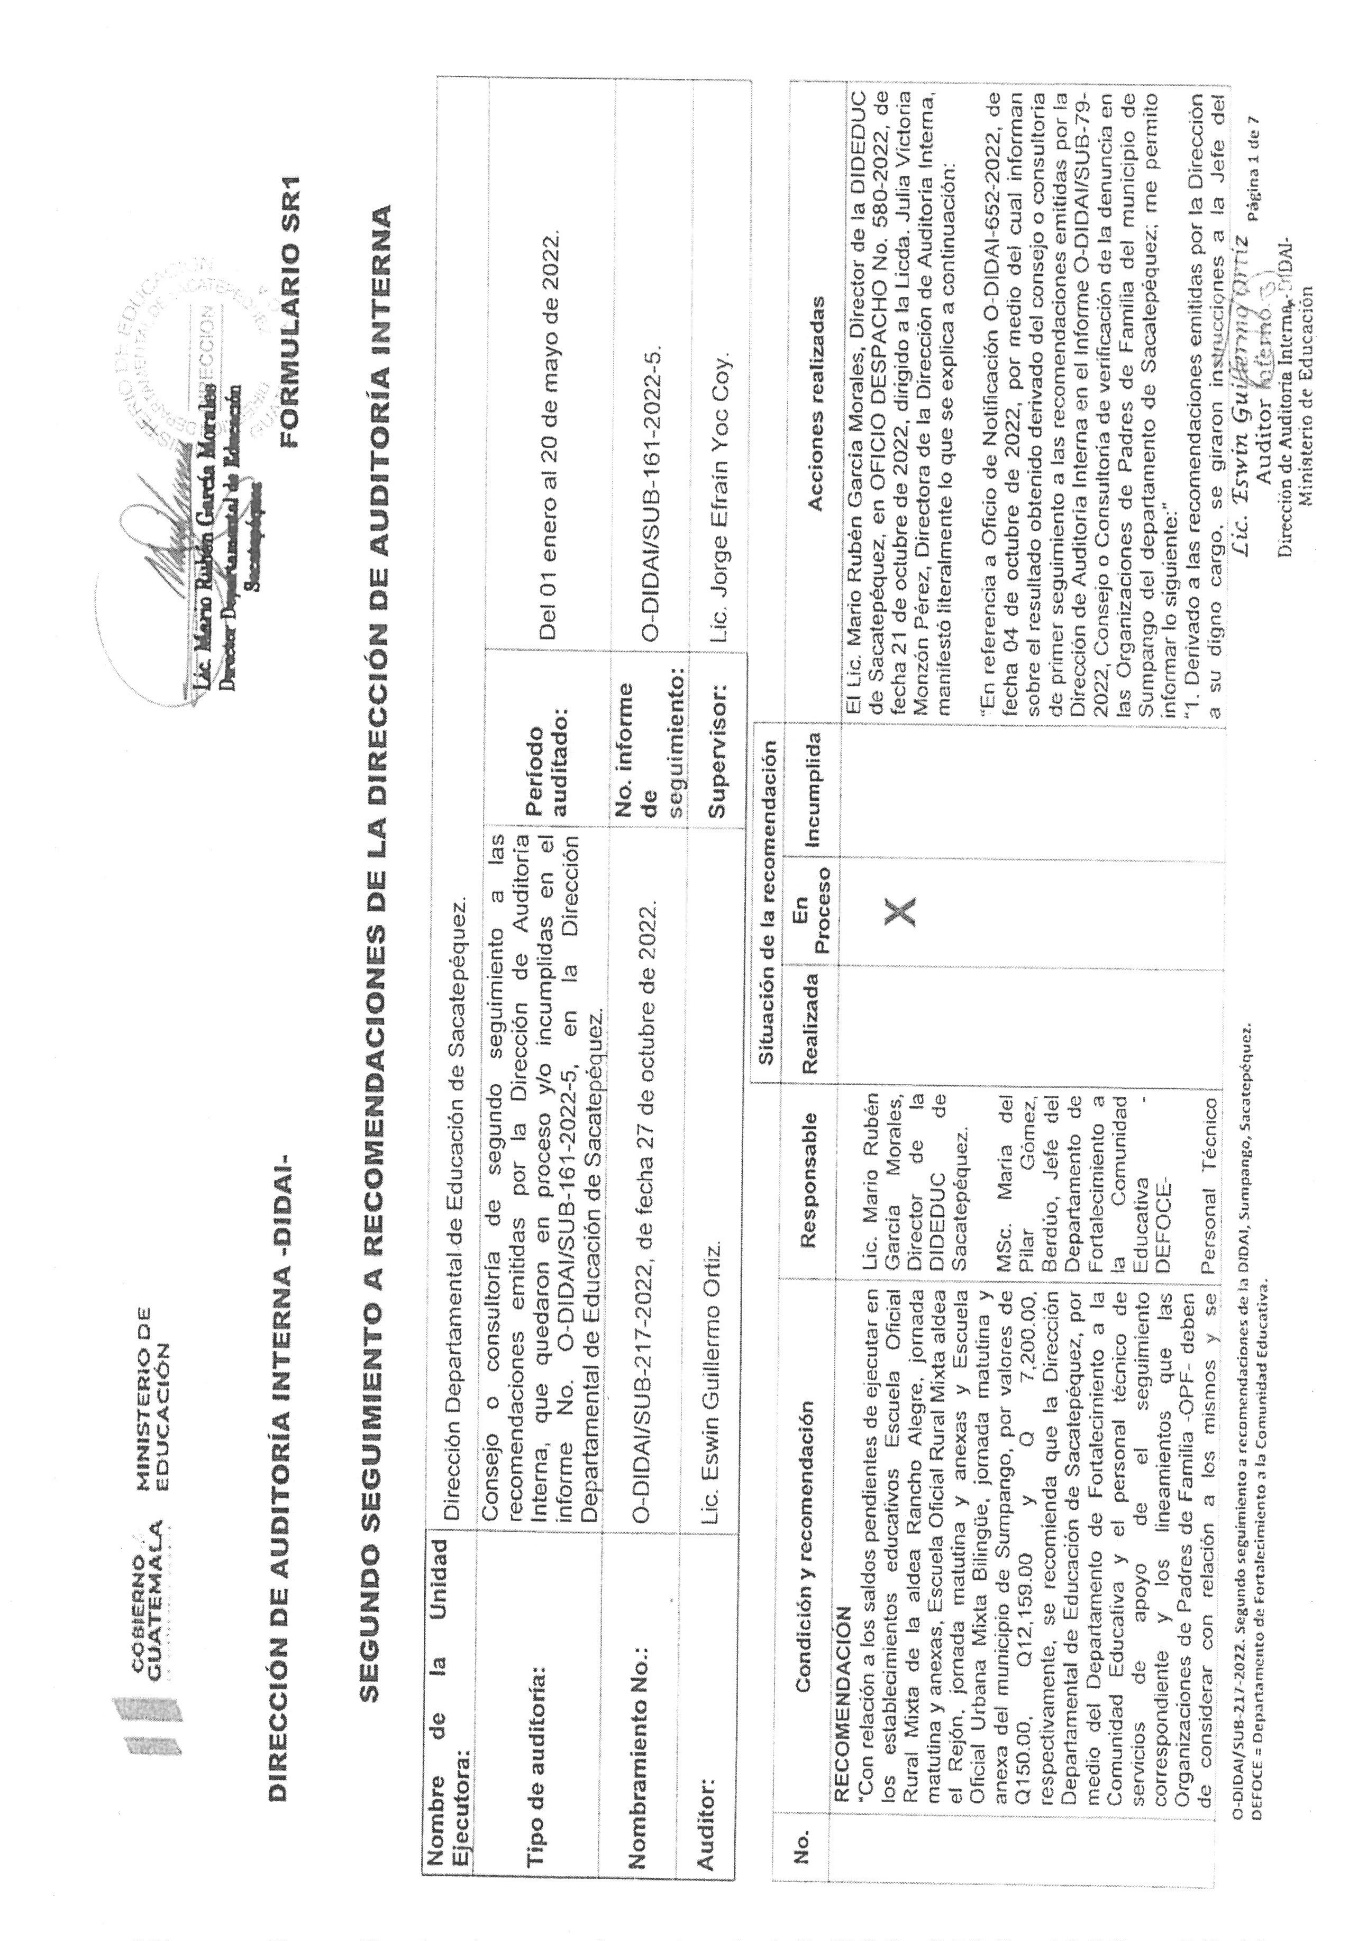 GOBIERNO DE
GUATEMALA
MINISTERIO DE
EDUCACIÓN
MINISTERIO DE EDUCACIÓN
DIRECCIÓN
Lic. Mario Rubén García Morales
Director Departamental de Educación
Sacatepéquez
DIRECCIÓN DE AUDITORÍA INTERNA -DIDAI-
FORMULARIO SR1
SEGUNDO SEGUIMIENTO A RECOMENDACIONES DE LA DIRECCIÓN DE AUDITORÍA INTERNA
Nombre de la Unidad
Ejecutora:
Dirección Departamental de Educación de Sacatepéquez.
Tipo de auditoría:
Consejo o consultoría de segundo seguimiento a las
recomendaciones emitidas por la Dirección de Auditoría
Interna, que quedaron en proceso y/o incumplidas en el
informe No. O-DIDAI/SUB-161-2022-5, en la Dirección
Departamental de Educación de Sacatepéquez.
Período
auditado:
Del 01 enero al 20 de mayo de 2022.
Nombramiento No.:
O-DIDAI/SUB-217-2022, de fecha 27 de octubre de 2022.
No. informe
de
seguimiento:
O-DIDAI/SUB-161-2022-5.
Auditor:
Lic. Eswin Guillermo Ortiz.
Supervisor:
Lic. Jorge Efraín Yoc Coy.
No.
Condición y recomendación
Responsable
Situación de la recomendación
Realizada
En
Proceso
Incumplida
Acciones realizadas
RECOMENDACIÓN
"Con relación a los saldos pendientes de ejecutar en
los establecimientos educativos Escuela Oficial
Rural Mixta de la aldea Rancho Alegre, jornada
matutina y anexas, Escuela Oficial Rural Mixta aldea
el Rejón, jornada matutina y anexas y Escuela
Oficial Urbana Mixta Bilingüe, jornada matutina y
anexa del municipio de Sumpango, por valores de
Q150.00, Q12,159.00 y Q 7,200.00,
respectivamente, se recomienda que la Dirección
Departamental de Educación de Sacatepéquez, por
medio del Departamento de Fortalecimiento a la
Comunidad Educativa y el personal técnico de
servicios de apoyo de el seguimiento
correspondiente y los lineamientos que las
Organizaciones de Padres de Familia -OPF- deben
de considerar con relación a los mismos y se
Lic. Mario Rubén
García Morales,
Director de la
DIDEDUC de
Sacatepéquez.
MSc. Maria del
Pilar Gómez,
Berdúo, Jefe del
Departamento de
Fortalecimiento a
la Comunidad
Educativa -
DEFOCE-
Personal Técnico
X
El Lic. Mario Rubén García Morales, Director de la DIDEDUC
de Sacatepéquez, en OFICIO DESPACHO No. 580-2022, de
fecha 21 de octubre de 2022, dirigido a la Licda. Julia Victoria
Monzón Pérez, Directora de la Dirección de Auditoría Interna,
manifestó literalmente lo que se explica a continuación:
"En referencia a Oficio de Notificación O-DIDAI-652-2022, de
fecha 04 de octubre de 2022, por medio del cual informan
sobre el resultado obtenido derivado del consejo o consultoría
de primer seguimiento a las recomendaciones emitidas por la
Dirección de Auditoría Interna en el Informe O-DIDAI/SUB-79-
2022, Consejo o Consultoría de verificación de la denuncia en
las Organizaciones de Padres de Familia del municipio de
Sumpango del departamento de Sacatepéquez; me permito
informar lo siguiente:"
"1. Derivado a las recomendaciones emitidas por la Dirección
a su digno cargo, se giraron instrucciones a la Jefe del
O-DIDAI/SUB-217-2022. Segundo seguimiento a recomendaciones de la DIDAI, Sumpango, Sacatepéquez.
DEFOCE = Departamento de Fortalecimiento a la Comunidad Educativa.
Lic. Eswin Guillermo Ortiz
Auditor Interno
Dirección de Auditoría Interna -DIDAI-
Ministerio de Educación
Página 1 de 7